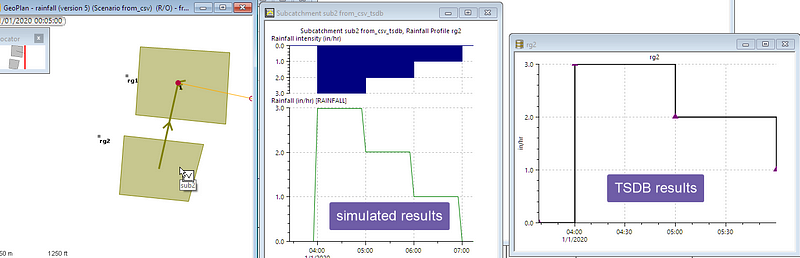 GeoPlan - rainfall (version 5) (Scenario from_csv) (R/O) - fr...
/01/2020 00:05:00
ocator
rg1
rg2
sub2
50 m
1250 ft
Subcatchment sub2 from_csv_tsdb
Subcatchment sub2 from_csv_tsdb, Rainfall Profile rg2
Rainfall intensity (in/hr)
0.0
1.0
2.0
3.0
Rainfall (in/hr) [RAINFALL]
3.0
2.0
1.0
0.0
simulated results
04:00
05:00
06:00
07:00
1/1/2020
rg2
rg2
3.0
2.0
in/hr
1.0
0.0
TSDB results
04:00
04:30
05:00
05:30
1/1/2020